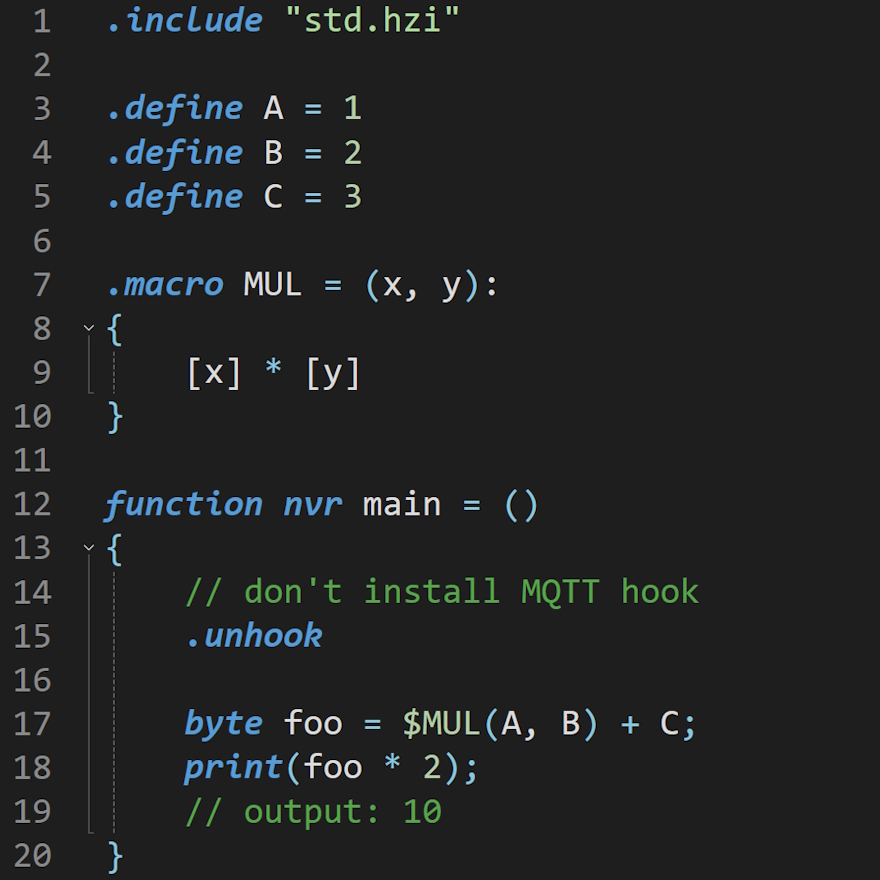 1 .include "std.hzi"
2
3 .define A = 1
4 .define B = 2
5 .define C = 3
6
7 .macro MUL = (x, y):
8 {
9     [x] * [y]
10 }
11
12 function nvr main = ()
13 {
14     // don't install MQTT hook
15     .unhook
16
17     byte foo = $MUL(A, B) + C;
18     print(foo * 2);
19     // output: 10
20 }